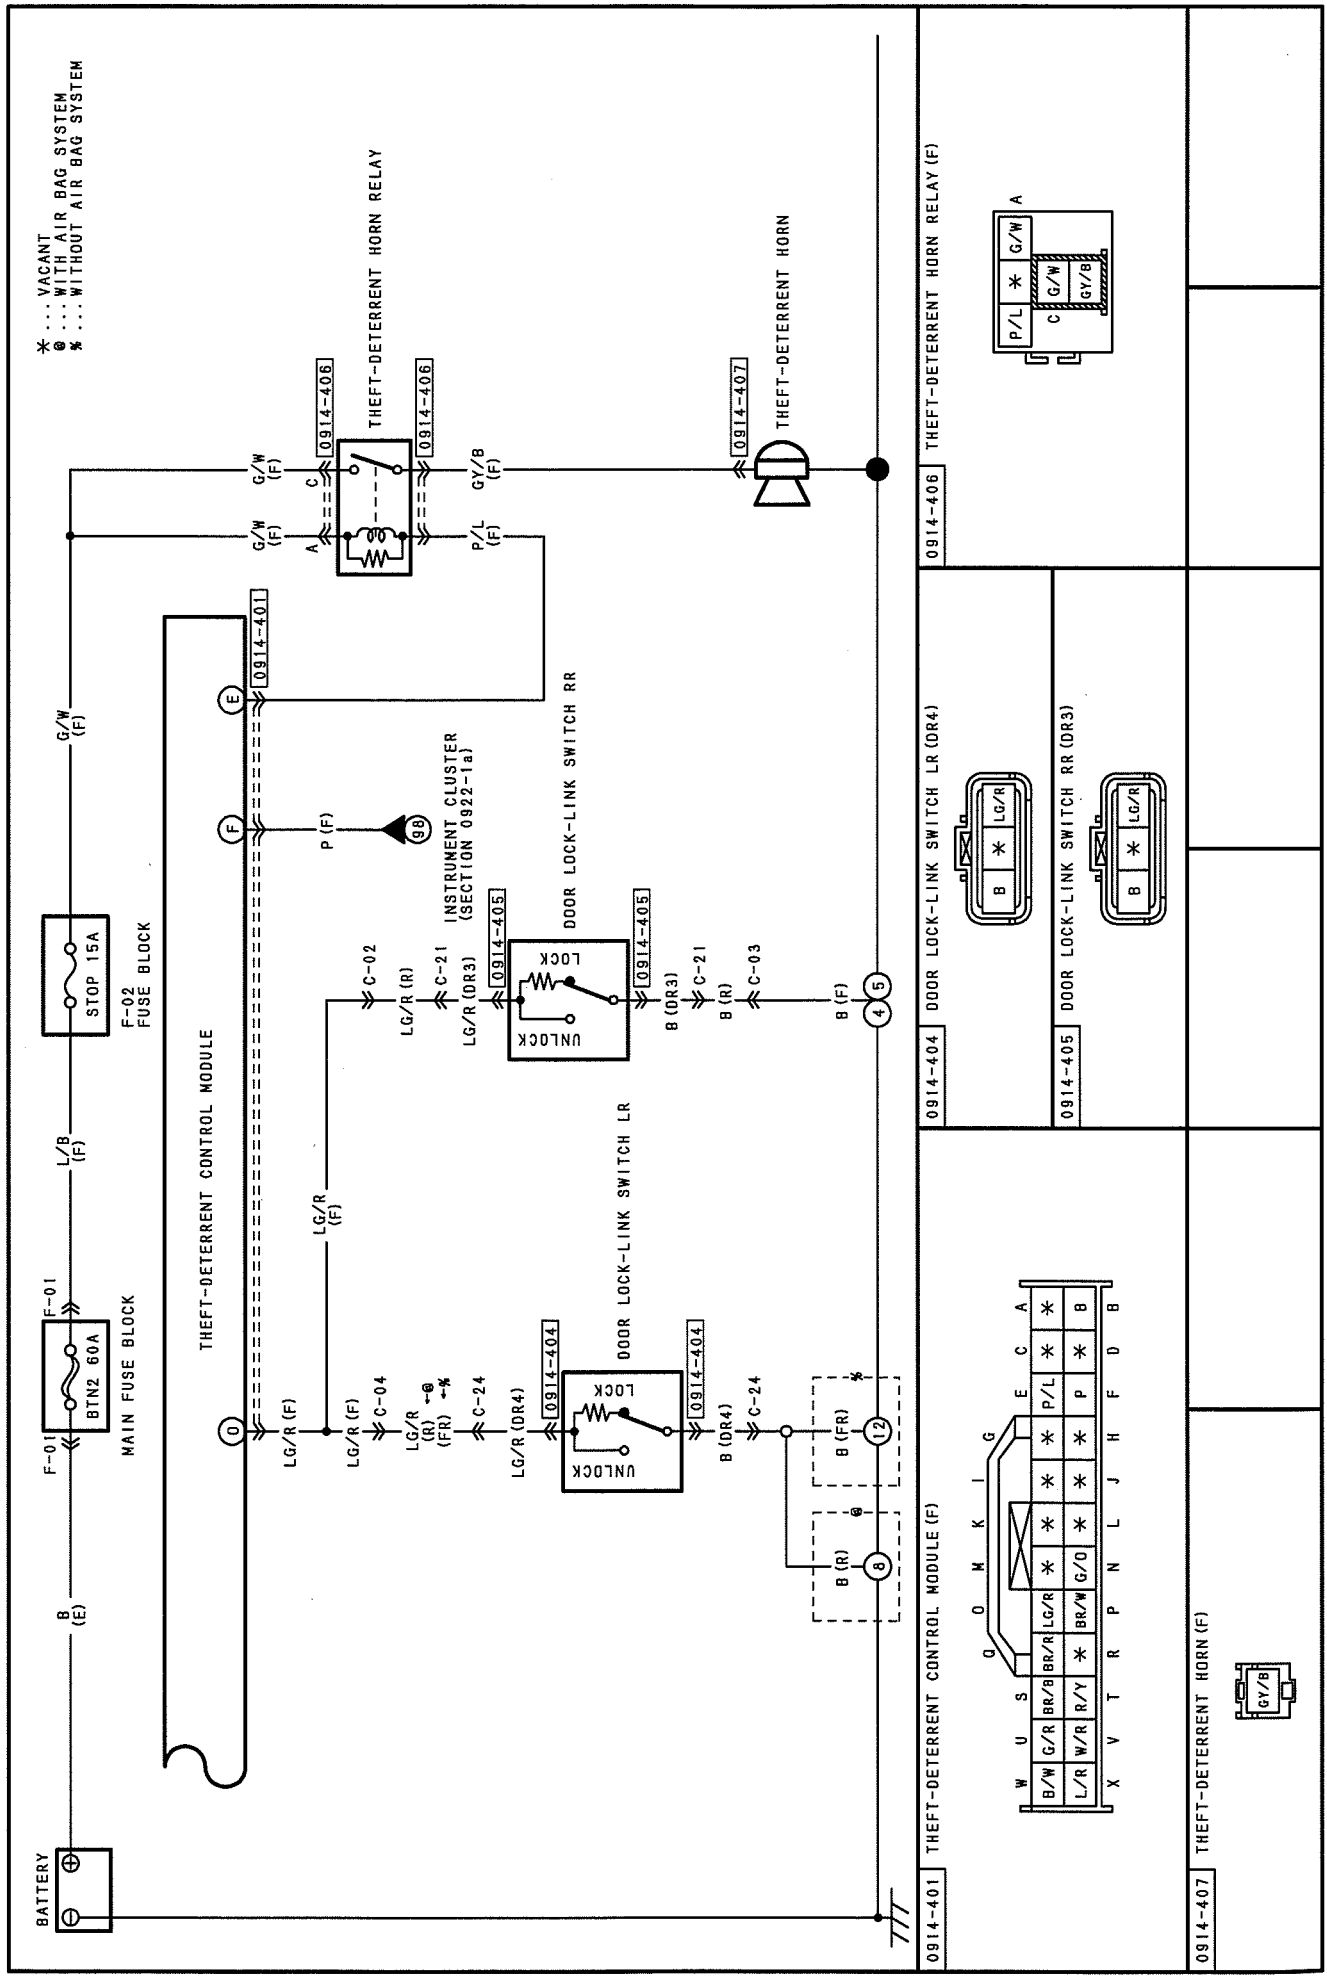 BATTERY
B
(E)
F-01
BTN2 60A
F-01
MAIN FUSE BLOCK
L/B
(F)
STOP 15A
F-02
FUSE BLOCK
G/W
(F)
* ... VACANT
@ ... WITH AIR BAG SYSTEM
% ... WITHOUT AIR BAG SYSTEM
THEFT-DETERRENT CONTROL MODULE
O
F
E
0914-401
LG/R (F)
LG/R
(F)
P (F)
98
INSTRUMENT CLUSTER
(SECTION 0922-1a)
G/W
(F)
G/W
(F)
A
C
0914-406
THEFT-DETERRENT HORN RELAY
0914-406
P/L
(F)
GY/B
(F)
LG/R (F)
C-04
LG/R
(R) ←@
(FR) ←%
C-24
LG/R (DR4)
0914-404
UNLOCK
LOCK
DOOR LOCK-LINK SWITCH LR
0914-404
B (DR4)
C-24
B (R)
@
B (FR)
%
8
12
C-02
LG/R (R)
C-21
LG/R (DR3)
0914-405
UNLOCK
LOCK
DOOR LOCK-LINK SWITCH RR
0914-405
B (DR3)
C-21
B (R)
C-03
B (F)
4
5
0914-407
THEFT-DETERRENT HORN
0914-401
THEFT-DETERRENT CONTROL MODULE (F)
W U S Q O M K I G E C A
B/W G/R BR/B BR/R LG/R * * * * P/L * *
L/R W/R R/Y * BR/W G/O * * * P * B
X V T R P N L J H F D B
0914-404
DOOR LOCK-LINK SWITCH LR (DR4)
B * LG/R
0914-405
DOOR LOCK-LINK SWITCH RR (DR3)
B * LG/R
0914-406
THEFT-DETERRENT HORN RELAY (F)
A
P/L * G/W
C
G/W
GY/B
0914-407
THEFT-DETERRENT HORN (F)
GY/B